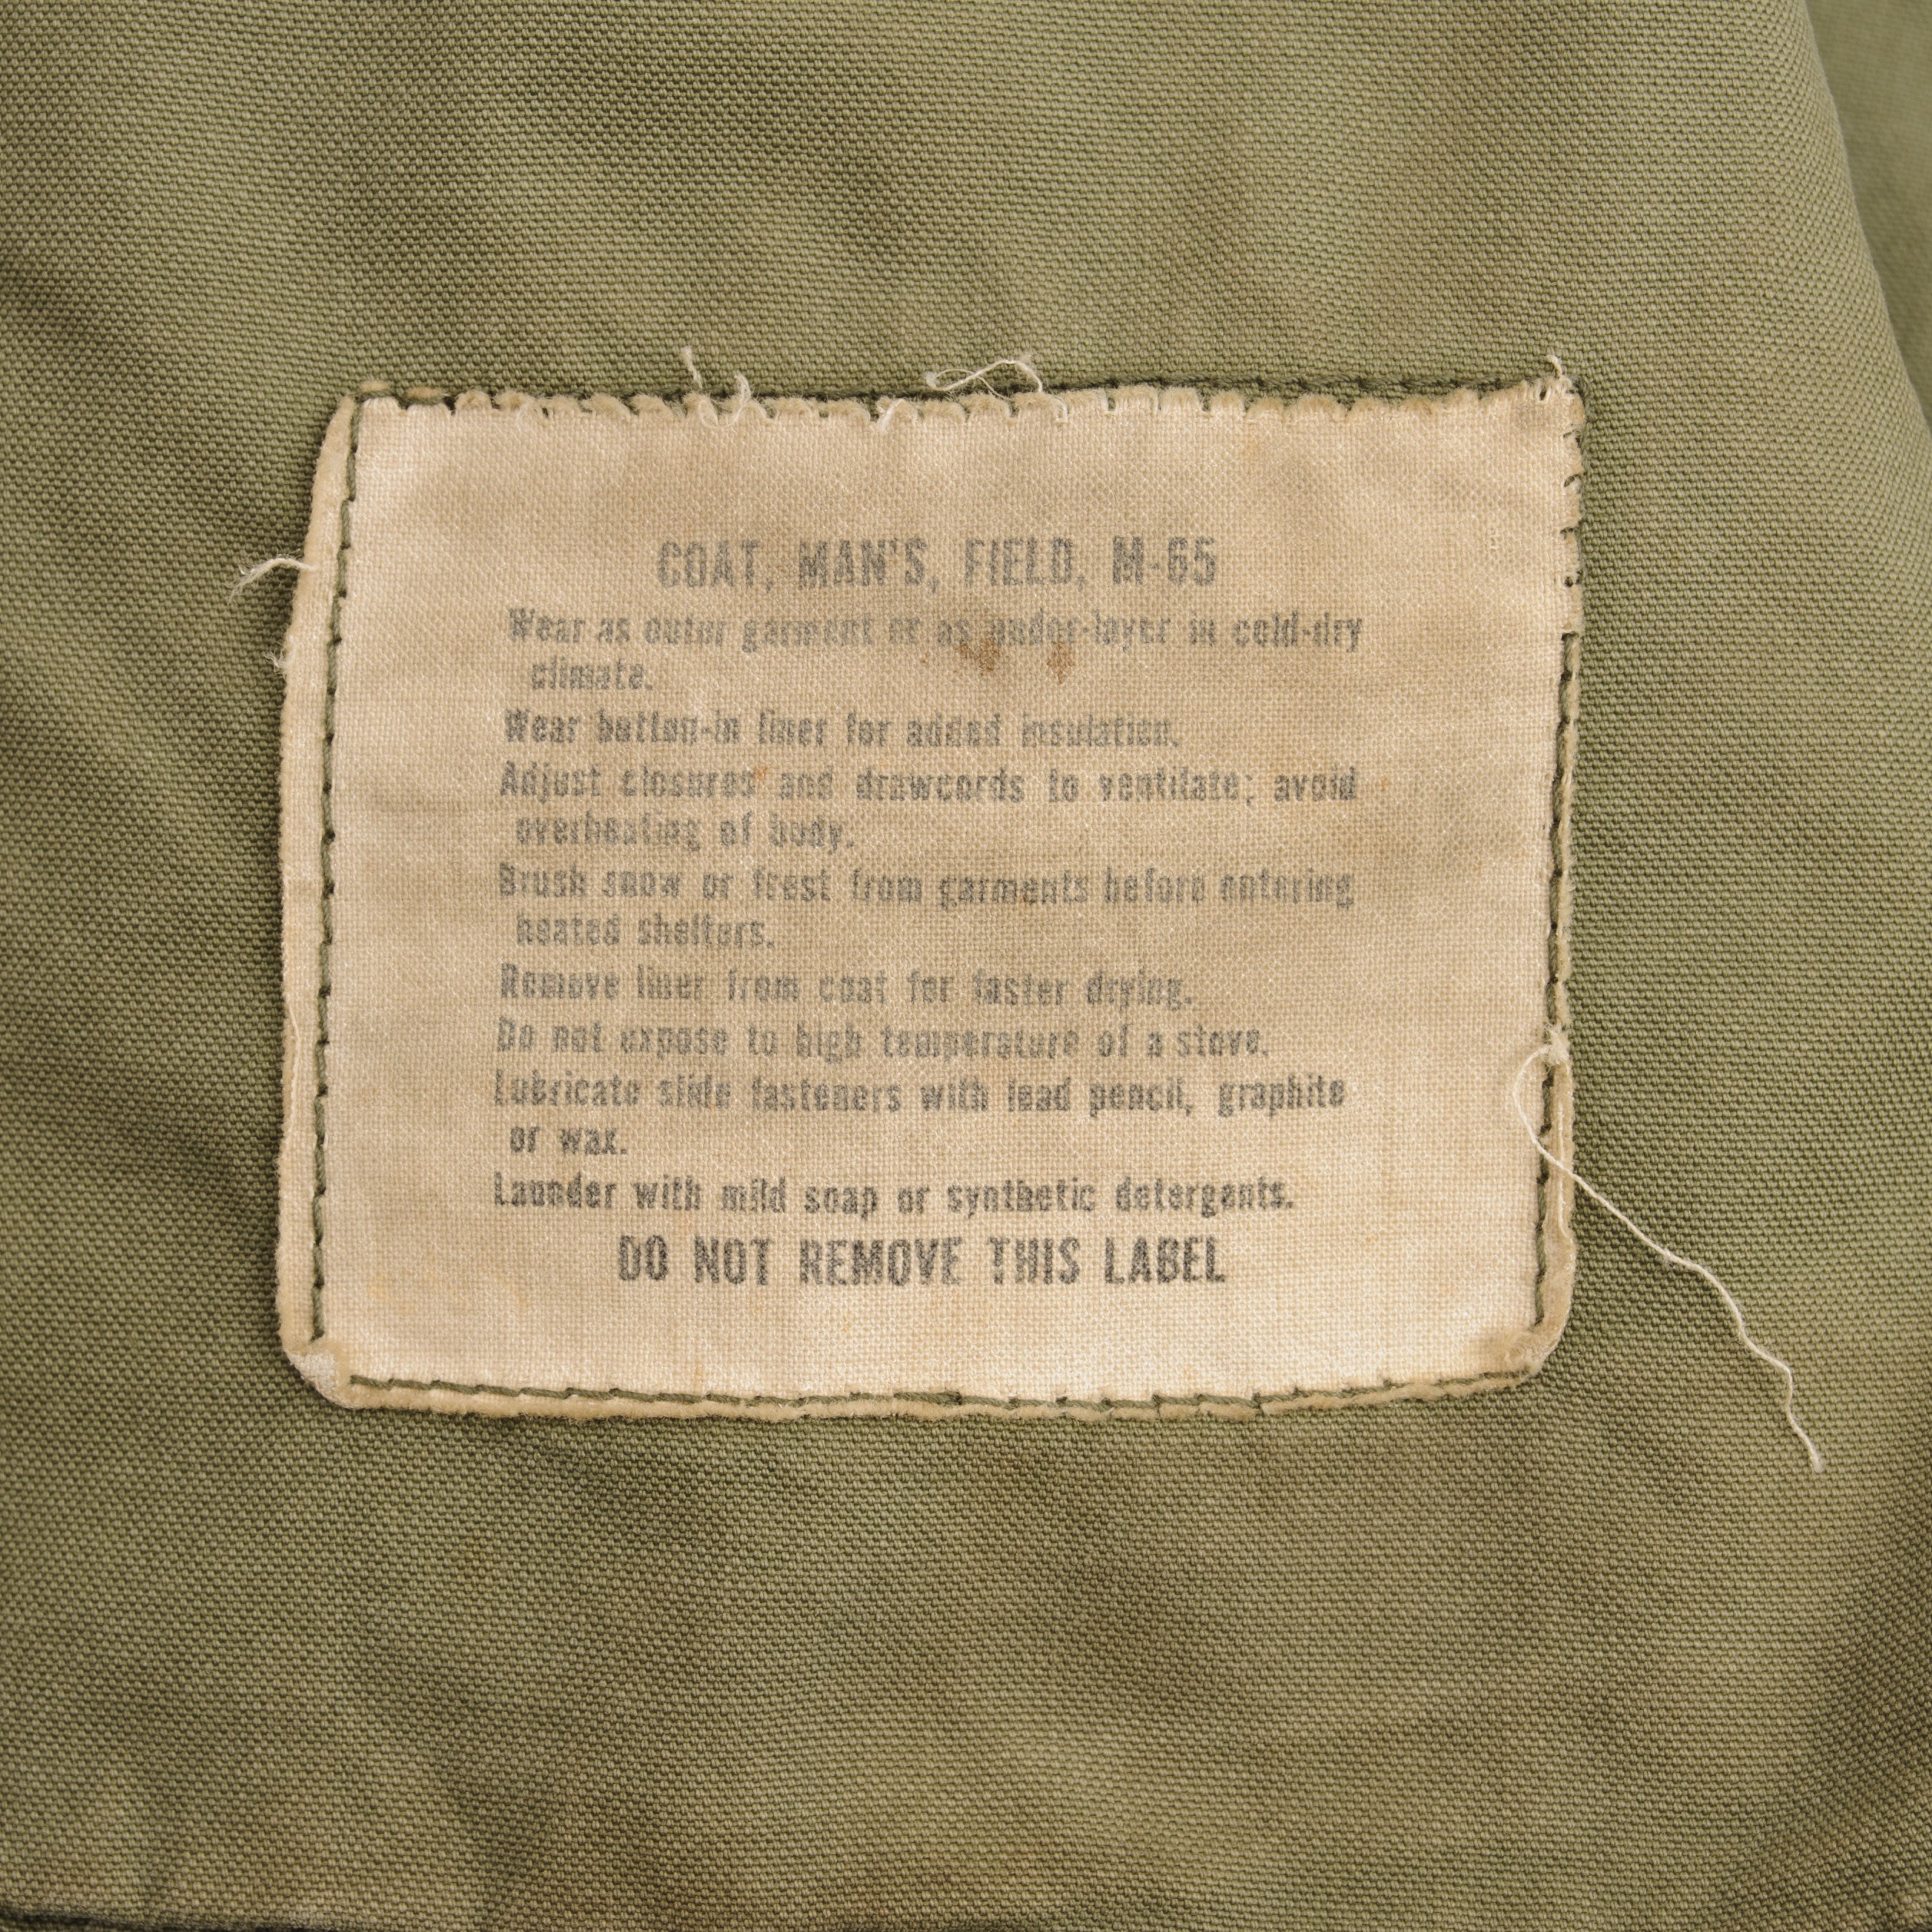 COAT, MAN'S, FIELD, M-65
Wear as outer garment or as under-layer in cold-dry
climate.
Wear button-in liner for added insulation.
Adjust closures and drawcords to ventilate; avoid
overheating of body.
Brush snow or frost from garments before entering
heated shelters.
Remove liner from coat for faster drying.
Do not expose to high temperature of a stove.
Lubricate slide fasteners with lead pencil, graphite
or wax.
Launder with mild soap or synthetic detergents.
DO NOT REMOVE THIS LABEL